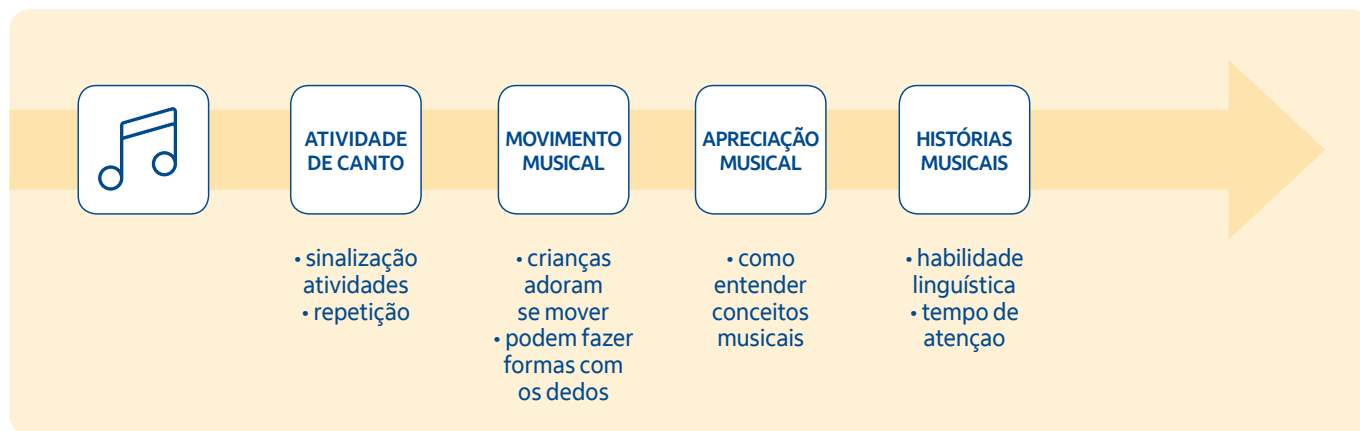 ATIVIDADE
DE CANTO
• sinalização
atividades
• repetição
MOVIMENTO
MUSICAL
• crianças
adoram
se mover
• podem fazer
formas com
os dedos
APRECIAÇÃO
MUSICAL
• como
entender
conceitos
musicais
HISTÓRIAS
MUSICAIS
• habilidade
linguística
• tempo de
atençao